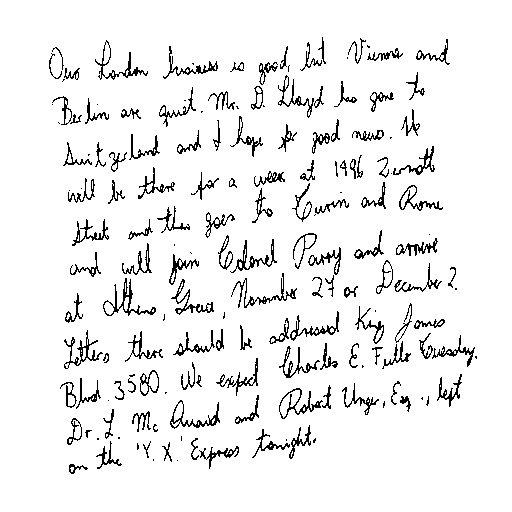 Our London business is good, but Vienna and
Berlin are quiet. Mr. D. Lloyd has gone to
Switzerland and I hope for good news. He
will be there for a week at 1496 Zermott
Street and then goes to Turin and Rome
and will join Colonel Parry and arrive
at Athens, Greece, November 27 or December 2.
Letters there should be addressed King James
Blvd. 3580. We expect Charles E. Fuller Tuesday.
Dr. L. Mc Quaid and Robert Unger, Esq., left
on the 'Y. X.' Express tonight.